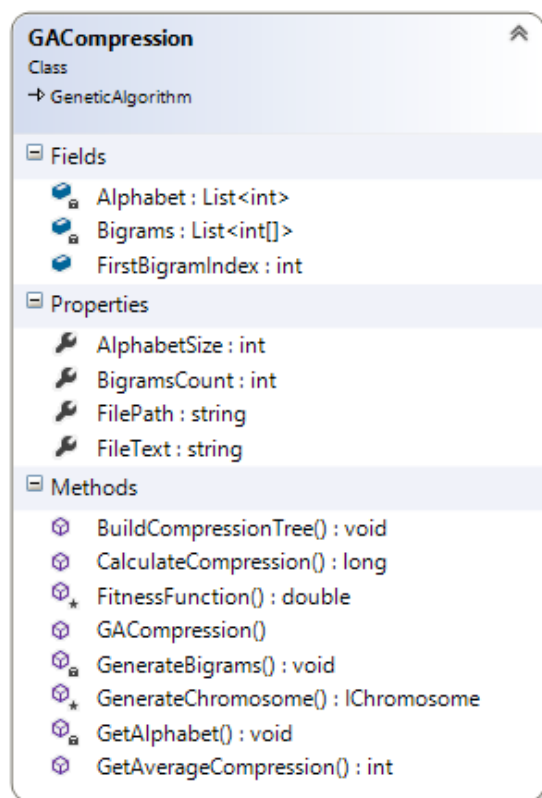 GACompression
Class
GeneticAlgorithm
Fields
Alphabet : List<int>
Bigrams : List<int[]>
FirstBigramIndex : int
Properties
AlphabetSize : int
BigramsCount : int
FilePath : string
FileText : string
Methods
BuildCompressionTree() : void
CalculateCompression() : long
FitnessFunction() : double
GACompression()
GenerateBigrams() : void
GenerateChromosome() : IChromosome
GetAlphabet() : void
GetAverageCompression() : int